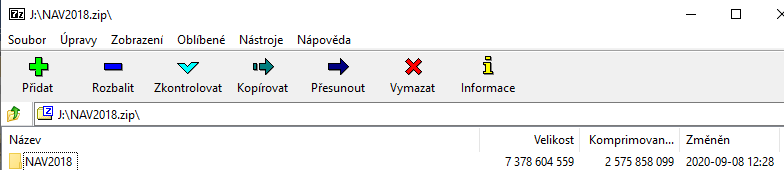 J:\NAV2018.zip\
Soubor Úpravy Zobrazení Oblíbené Nástroje Nápověda
Přidat Rozbalit Zkontrolovat Kopírovat Přesunout Vymazat Informace
J:\NAV2018.zip\
Název Velikost Komprimovan... Změněn
NAV2018 7 378 604 559 2 575 858 099 2020-09-08 12:28